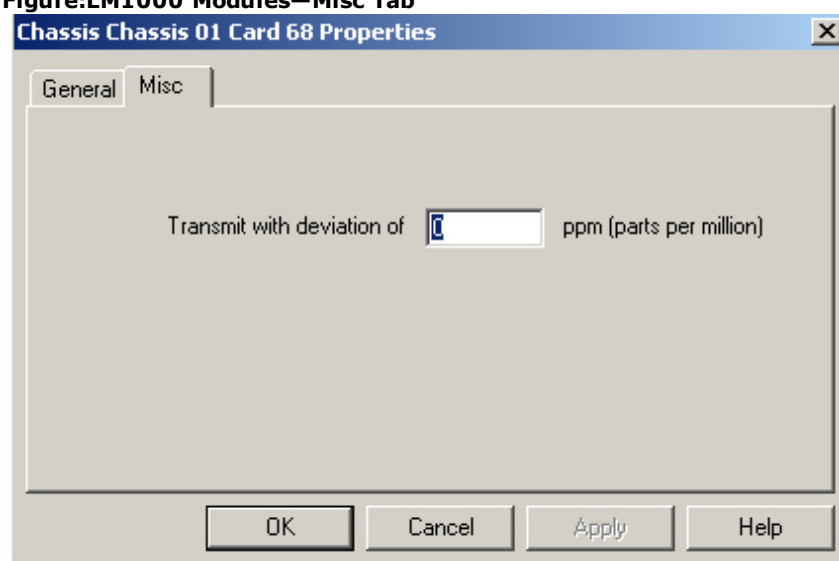 Figure:LM1000 Modules—Misc Tab
Chassis Chassis 01 Card 68 Properties
General Misc
Transmit with deviation of 0 ppm (parts per million)
OK Cancel Apply Help